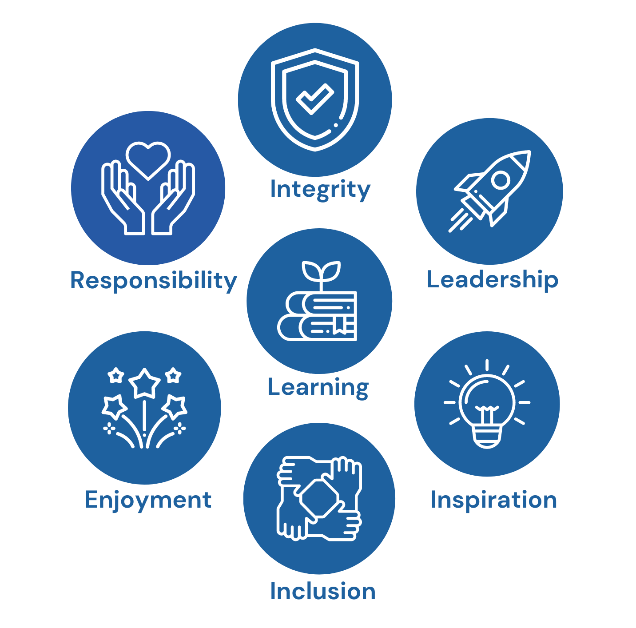 Integrity
Responsibility
Leadership
Learning
Enjoyment
Inspiration
Inclusion